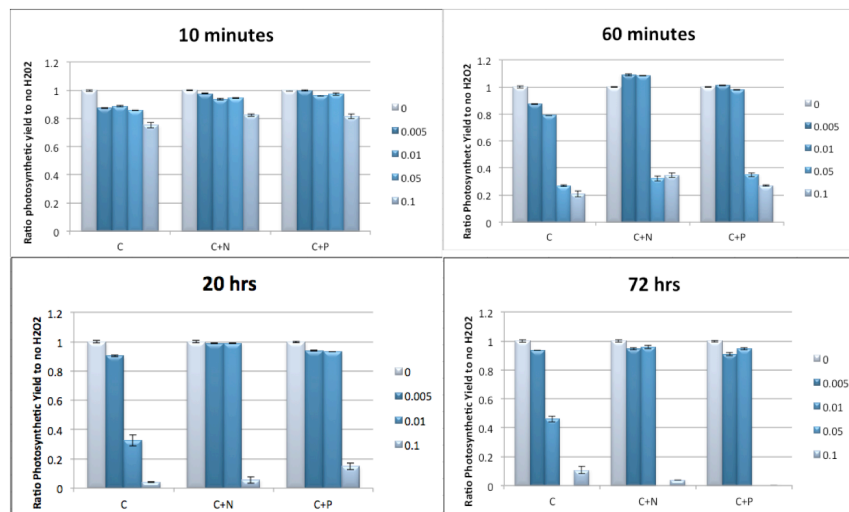 10 minutes
Ratio photosynthetic yield to no H2O2
1.2
1
0.8
0.6
0.4
0.2
0
C
C+N
C+P
0
0.005
0.01
0.05
0.1
60 minutes
Ratio Photosynthetc Yield to no H2O2
1.2
1
0.8
0.6
0.4
0.2
0
C
C+N
C+P
0
0.005
0.01
0.05
0.1
20 hrs
Ratio Photosynthetic Yield to no H2O2
1.2
1
0.8
0.6
0.4
0.2
0
C
C+N
C+P
0
0.005
0.01
0.1
72 hrs
Ratio Photosynthetic Yield to no H2O2
1.2
1
0.8
0.6
0.4
0.2
0
C
C+N
C+P
0
0.005
0.01
0.05
0.1